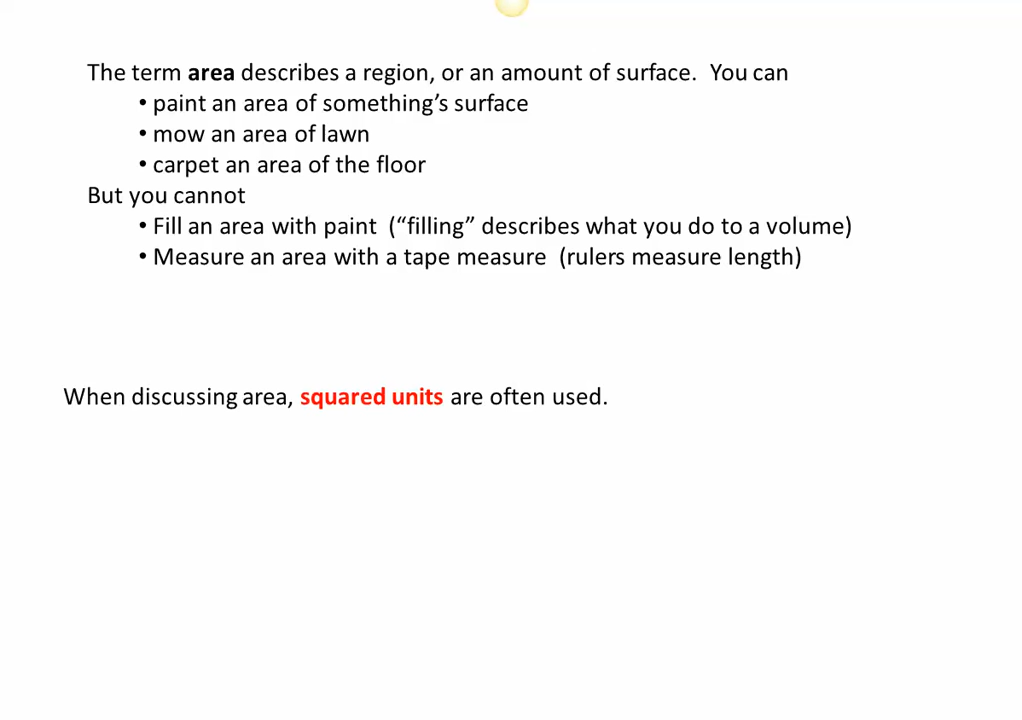 The term area describes a region, or an amount of surface.  You can
• paint an area of something’s surface
• mow an area of lawn
• carpet an area of the floor
But you cannot
• Fill an area with paint  (“filling” describes what you do to a volume)
• Measure an area with a tape measure  (rulers measure length)
When discussing area, squared units are often used.